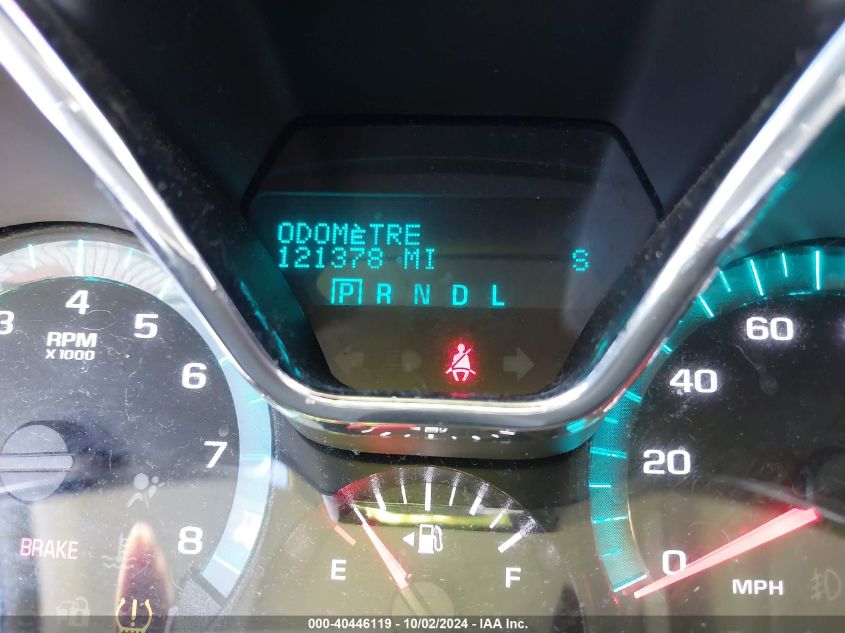 ODOMÈTRE
121378 MI S
P R N D L
3 4 5 6 7 8
RPM
X1000
BRAKE
E F
0 20 40 60
MPH
000-40446119 - 10/02/2024 - IAA Inc.